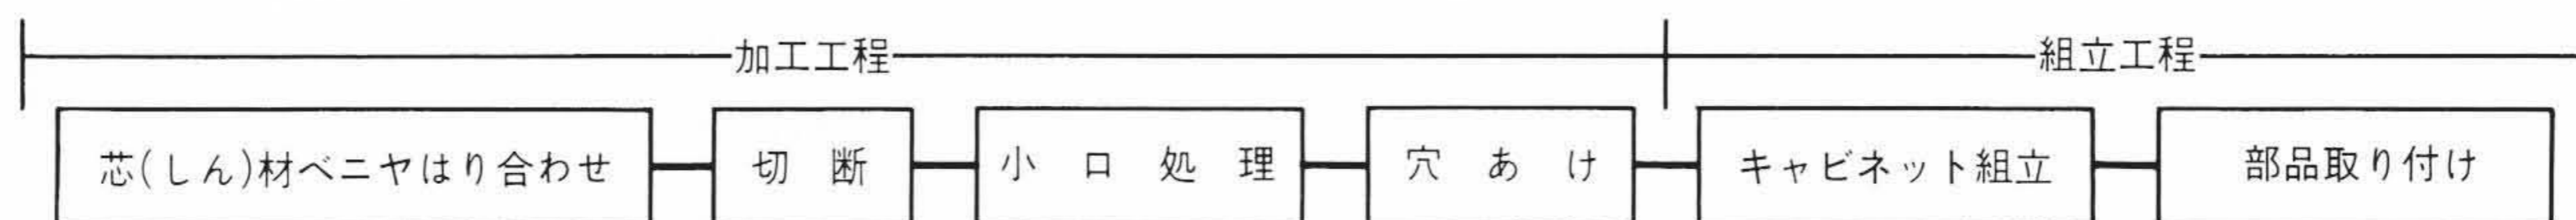 加工工程 組立工程
芯(しん)材ベニヤはり合わせ 切断 小口処理 穴あけ キャビネット組立 部品取り付け